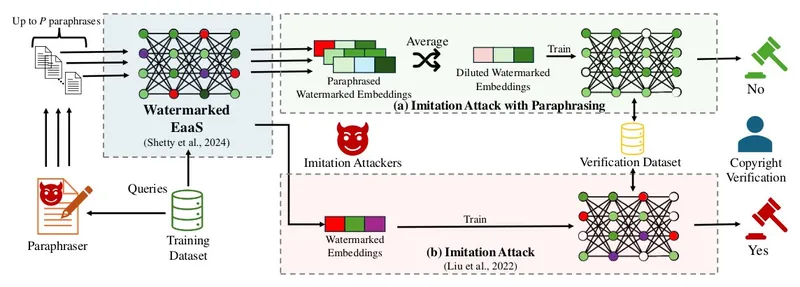 Up to P paraphrases
Watermarked
EaaS
(Shetty et al., 2024)
Queries
Paraphraser
Training
Dataset
Paraphrased
Watermarked Embeddings
Average
Diluted Watermarked
Embeddings
Train
(a) Imitation Attack with Paraphrasing
No
Imitation Attackers
Verification Dataset
Copyright
Verification
Watermarked
Embeddings
Train
(b) Imitation Attack
(Liu et al., 2022)
Yes